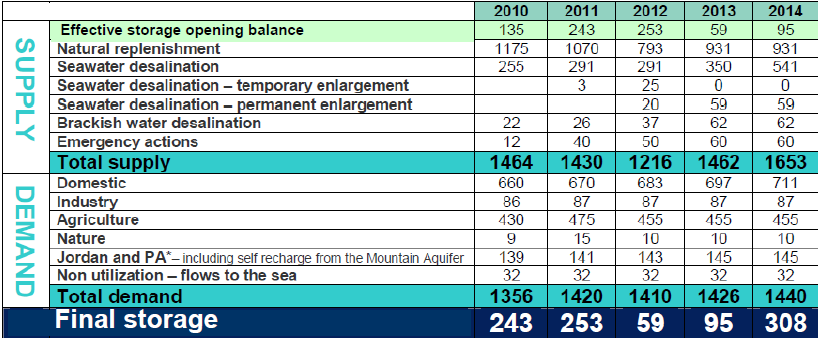 2010 2011 2012 2013 2014
SUPPLY
Effective storage opening balance 135 243 253 59 95
Natural replenishment 1175 1070 793 931 931
Seawater desalination 255 291 291 350 541
Seawater desalination – temporary enlargement 3 25 0 0
Seawater desalination – permanent enlargement 20 59 59
Brackish water desalination 22 26 37 62 62
Emergency actions 12 40 50 60 60
Total supply 1464 1430 1216 1462 1653
DEMAND
Domestic 660 670 683 697 711
Industry 86 87 87 87 87
Agriculture 430 475 455 455 455
Nature 9 15 10 10 10
Jordan and PA*– including self recharge from the Mountain Aquifer 139 141 143 145 145
Non utilization – flows to the sea 32 32 32 32 32
Total demand 1356 1420 1410 1426 1440
Final storage 243 253 59 95 308